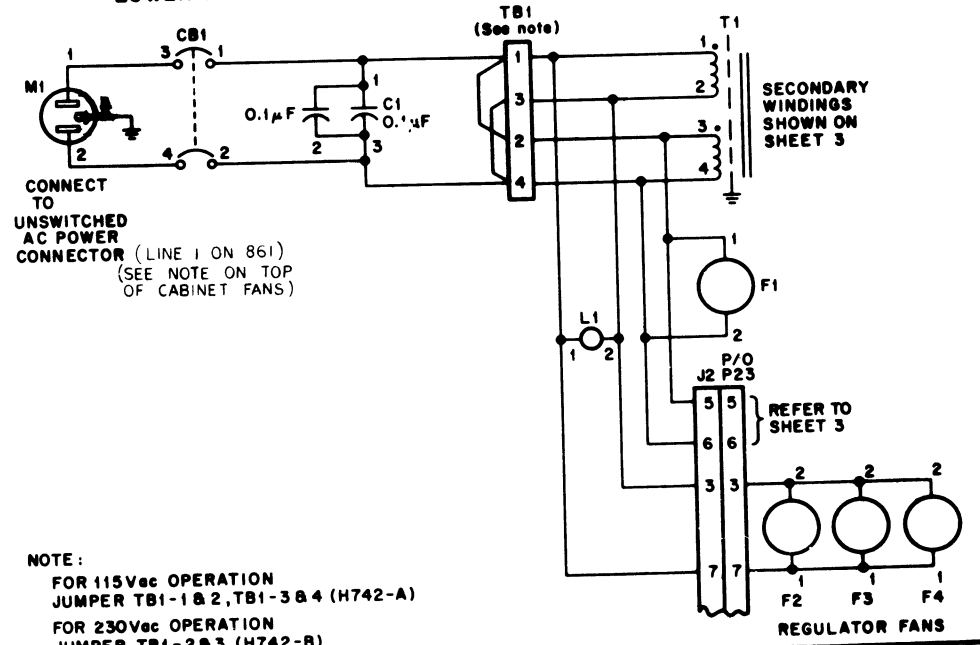 TB1
(See note)
T1
CB1
3
1
1
M1
2
4
2
0.1µF
1
C1
2
3
1
3
2
4
1
2
3
4
SECONDARY
WINDINGS
SHOWN ON
SHEET 3
CONNECT
TO
UNSWITCHED
AC POWER
CONNECTOR (LINE 1 ON 861)
(SEE NOTE ON TOP
OF CABINET FANS)
1
F1
2
L1
1 2
P/O
J2 P23
5 5
6 6
REFER TO
SHEET 3
3 3
7 7
2 2 2
1 1 1
F2 F3 F4
REGULATOR FANS
NOTE:
FOR 115Vac OPERATION
JUMPER TB1-1&2,TB1-3&4 (H742-A)
FOR 230Vac OPERATION
JUMPER TB1-2&3 (H742-B)